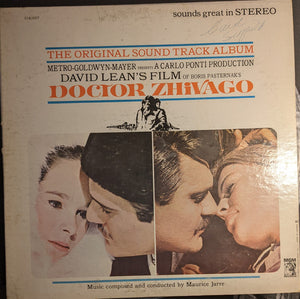 sounds great in STEREO
THE ORIGINAL SOUND TRACK ALBUM
METRO-GOLDWYN-MAYER PRESENTS A CARLO PONTI PRODUCTION
DAVID LEAN'S FILM OF BORIS PASTERNAK'S
DOCTOR ZHIVAGO
MGM
Music composed and conducted by Maurice Jarre